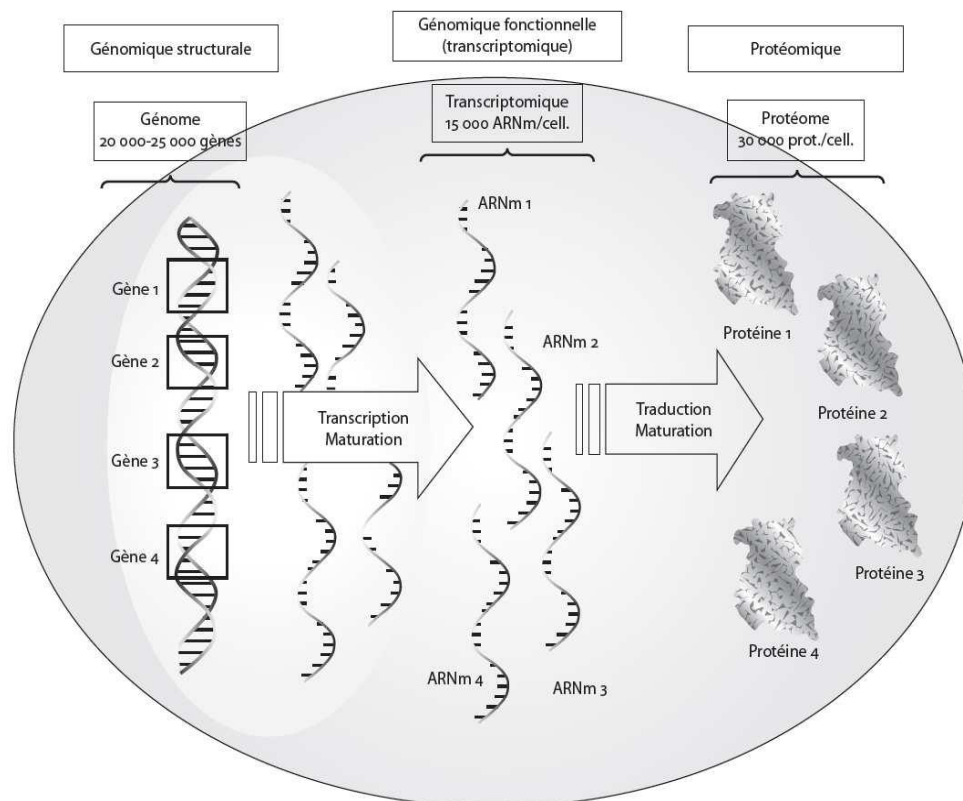 Génomique structurale
Génomique fonctionnelle
(transcriptomique)
Protéomique
Génome
20 000-25 000 gènes
Transcriptomique
15 000 ARNm/cell.
Protéome
30 000 prot./cell.
Gène 1
Gène 2
Gène 3
Gène 4
Transcription
Maturation
ARNm 1
ARNm 2
ARNm 4
ARNm 3
Traduction
Maturation
Protéine 1
Protéine 2
Protéine 3
Protéine 4